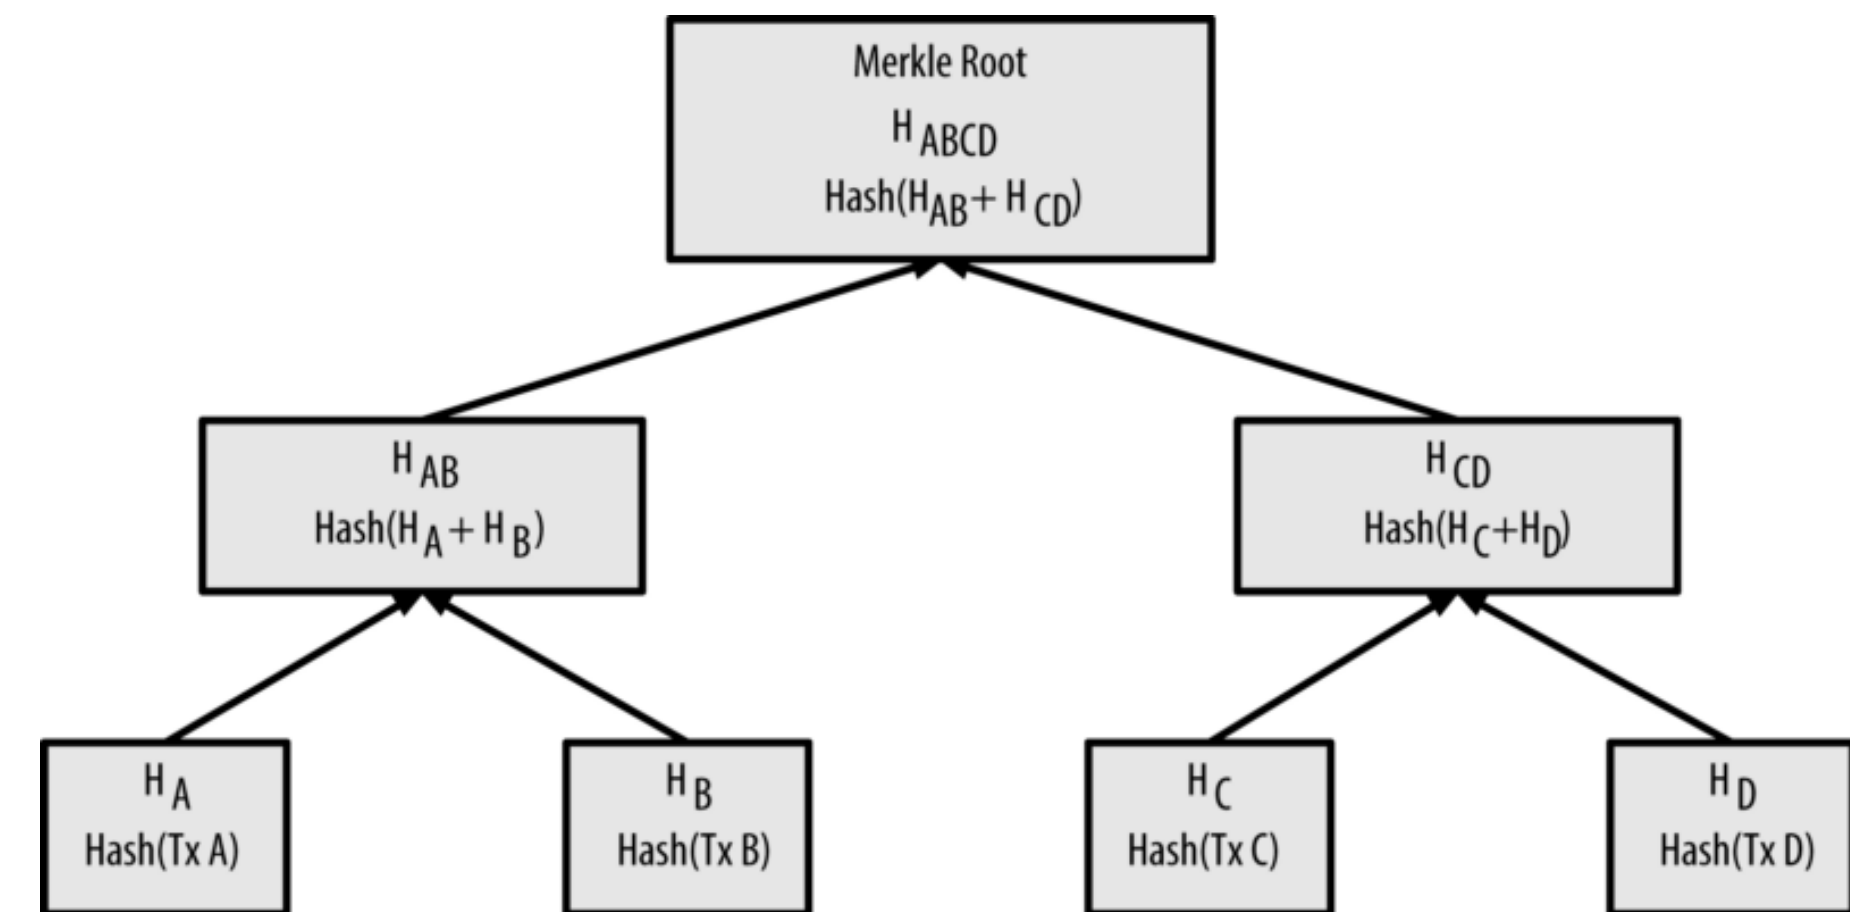 Merkle Root
H ABCD
Hash(HAB+ H CD)
H AB
Hash(H A + H B)
H CD
Hash(H C+HD)
H A
Hash(Tx A)
H B
Hash(Tx B)
H C
Hash(Tx C)
H D
Hash(Tx D)